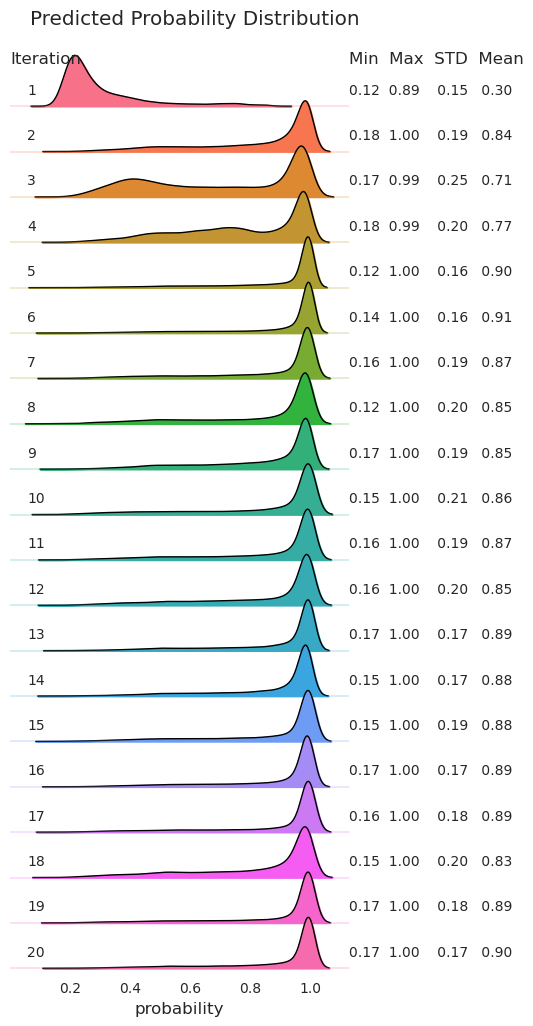 Predicted Probability Distribution
Iteration Min Max STD Mean
1 0.12 0.89 0.15 0.30
2 0.18 1.00 0.19 0.84
3 0.17 0.99 0.25 0.71
4 0.18 0.99 0.20 0.77
5 0.12 1.00 0.16 0.90
6 0.14 1.00 0.16 0.91
7 0.16 1.00 0.19 0.87
8 0.12 1.00 0.20 0.85
9 0.17 1.00 0.19 0.85
10 0.15 1.00 0.21 0.86
11 0.16 1.00 0.19 0.87
12 0.16 1.00 0.20 0.85
13 0.17 1.00 0.17 0.89
14 0.15 1.00 0.17 0.88
15 0.15 1.00 0.19 0.88
16 0.17 1.00 0.17 0.89
17 0.16 1.00 0.18 0.89
18 0.15 1.00 0.20 0.83
19 0.17 1.00 0.18 0.89
20 0.17 1.00 0.17 0.90
0.2 0.4 0.6 0.8 1.0
probability